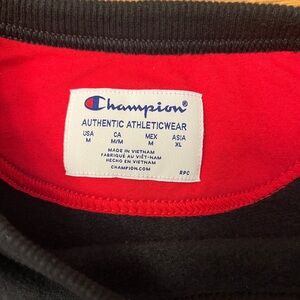 Champion®
AUTHENTIC ATHLETICWEAR
USA CA MEX ASIA
M M/M M XL
MADE IN VIETNAM
FABRIQUÉ AU VIÊT-NAM
HECHO EN VIETNAM
CHAMPION.COM RPC